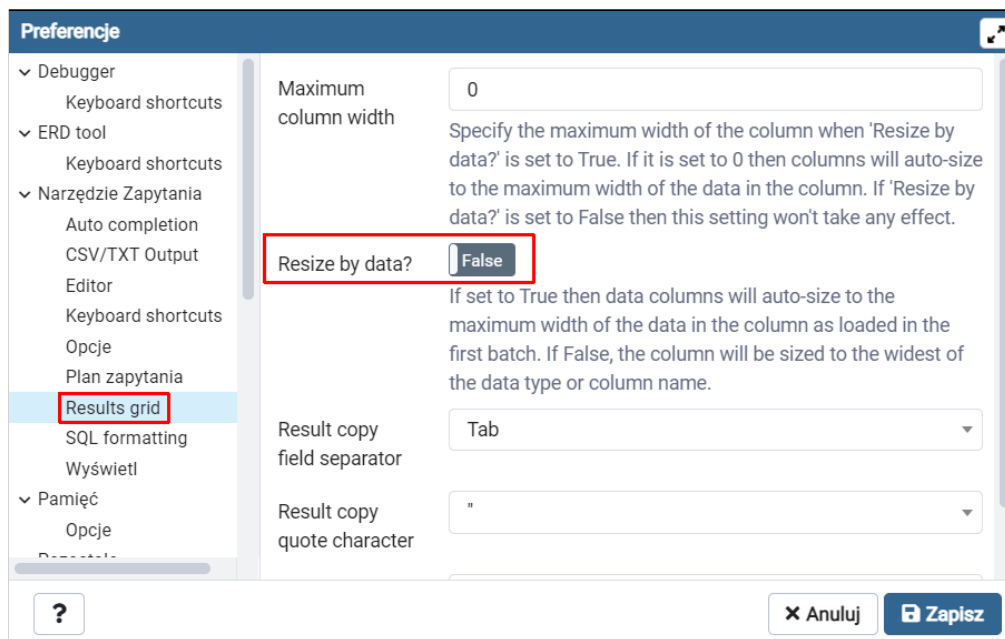 Preferencje
Debugger
Keyboard shortcuts
ERD tool
Keyboard shortcuts
Narzędzie Zapytania
Auto completion
CSV/TXT Output
Editor
Keyboard shortcuts
Opcje
Plan zapytania
Results grid
SQL formatting
Wyświetl
Pamięć
Opcje
Maximum
column width
0
Specify the maximum width of the column when 'Resize by
data?' is set to True. If it is set to 0 then columns will auto-size
to the maximum width of the data in the column. If 'Resize by
data?' is set to False then this setting won't take any effect.
Resize by data?
False
If set to True then data columns will auto-size to the
maximum width of the data in the column as loaded in the
first batch. If False, the column will be sized to the widest of
the data type or column name.
Result copy
field separator
Tab
Result copy
quote character
"
?
Anuluj
Zapisz